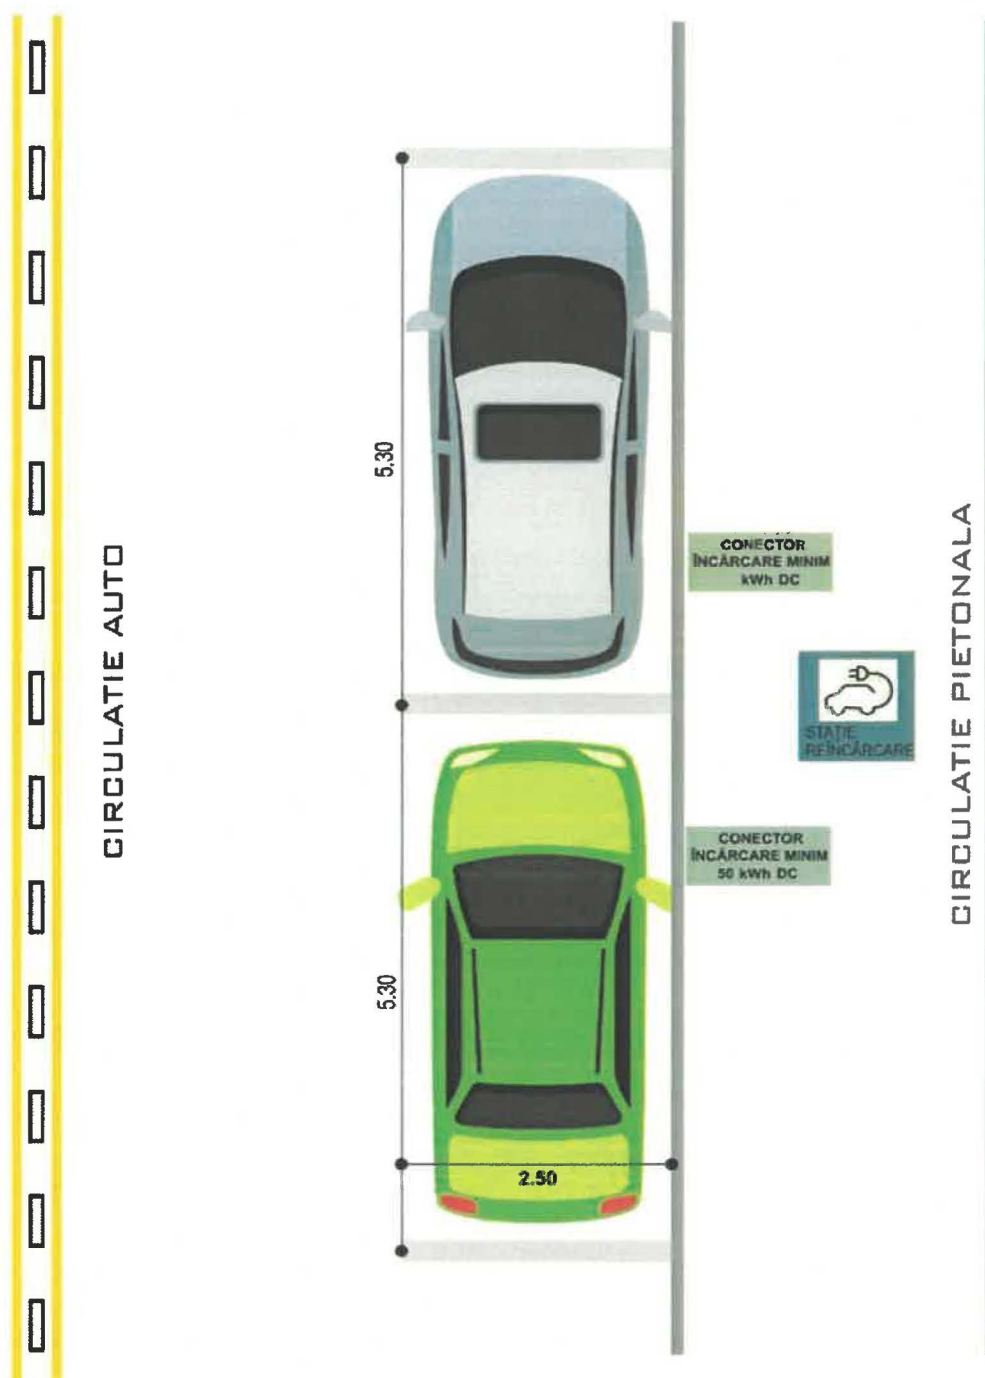 CIRCULATIE AUTO
5.30
5.30
2.50
CONECTOR
ÎNCĂRCARE MINIM
kWh DC
STAȚIE
REÎNCĂRCARE
CONECTOR
ÎNCĂRCARE MINIM
50 kWh DC
CIRCULATIE PIETONALA